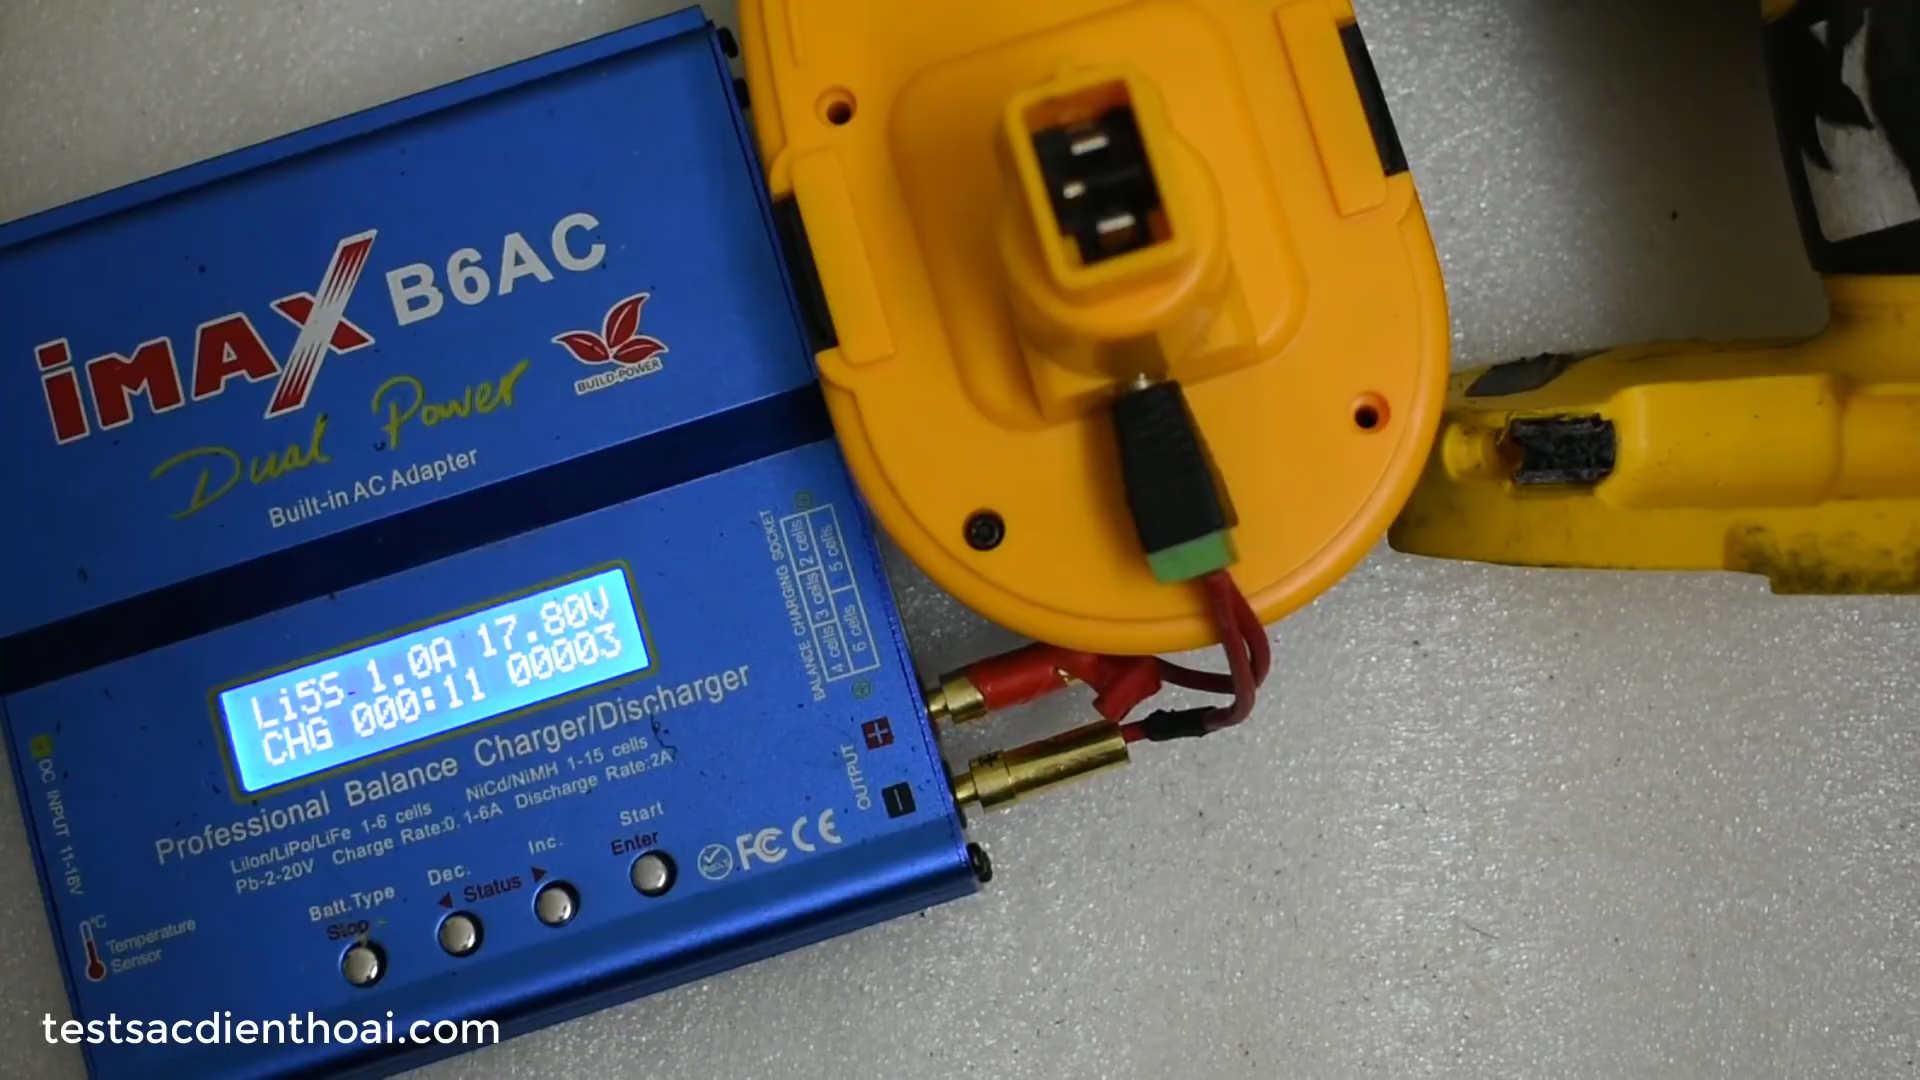 iMAX B6AC
BUILD-POWER
Dual Power
Built-in AC Adapter
Li5S 1.0A 17.80V
CHG 000:11 00003
BALANCE CHARGING SOCKET
2 cells
3 cells
4 cells
5 cells
6 cells
DC INPUT 11-18V
OUTPUT
+
-
Professional Balance Charger/Discharger
LiIon/LiPo/LiFe 1-6 cells NiCd/NiMH 1-15 cells
Pb-2-20V Charge Rate:0.1-6A Discharge Rate:2A
Batt.Type
Stop
Dec.
Status
Inc.
Start
Enter
FC CE
°C
Temperature
Sensor
testsacdienthoai.com